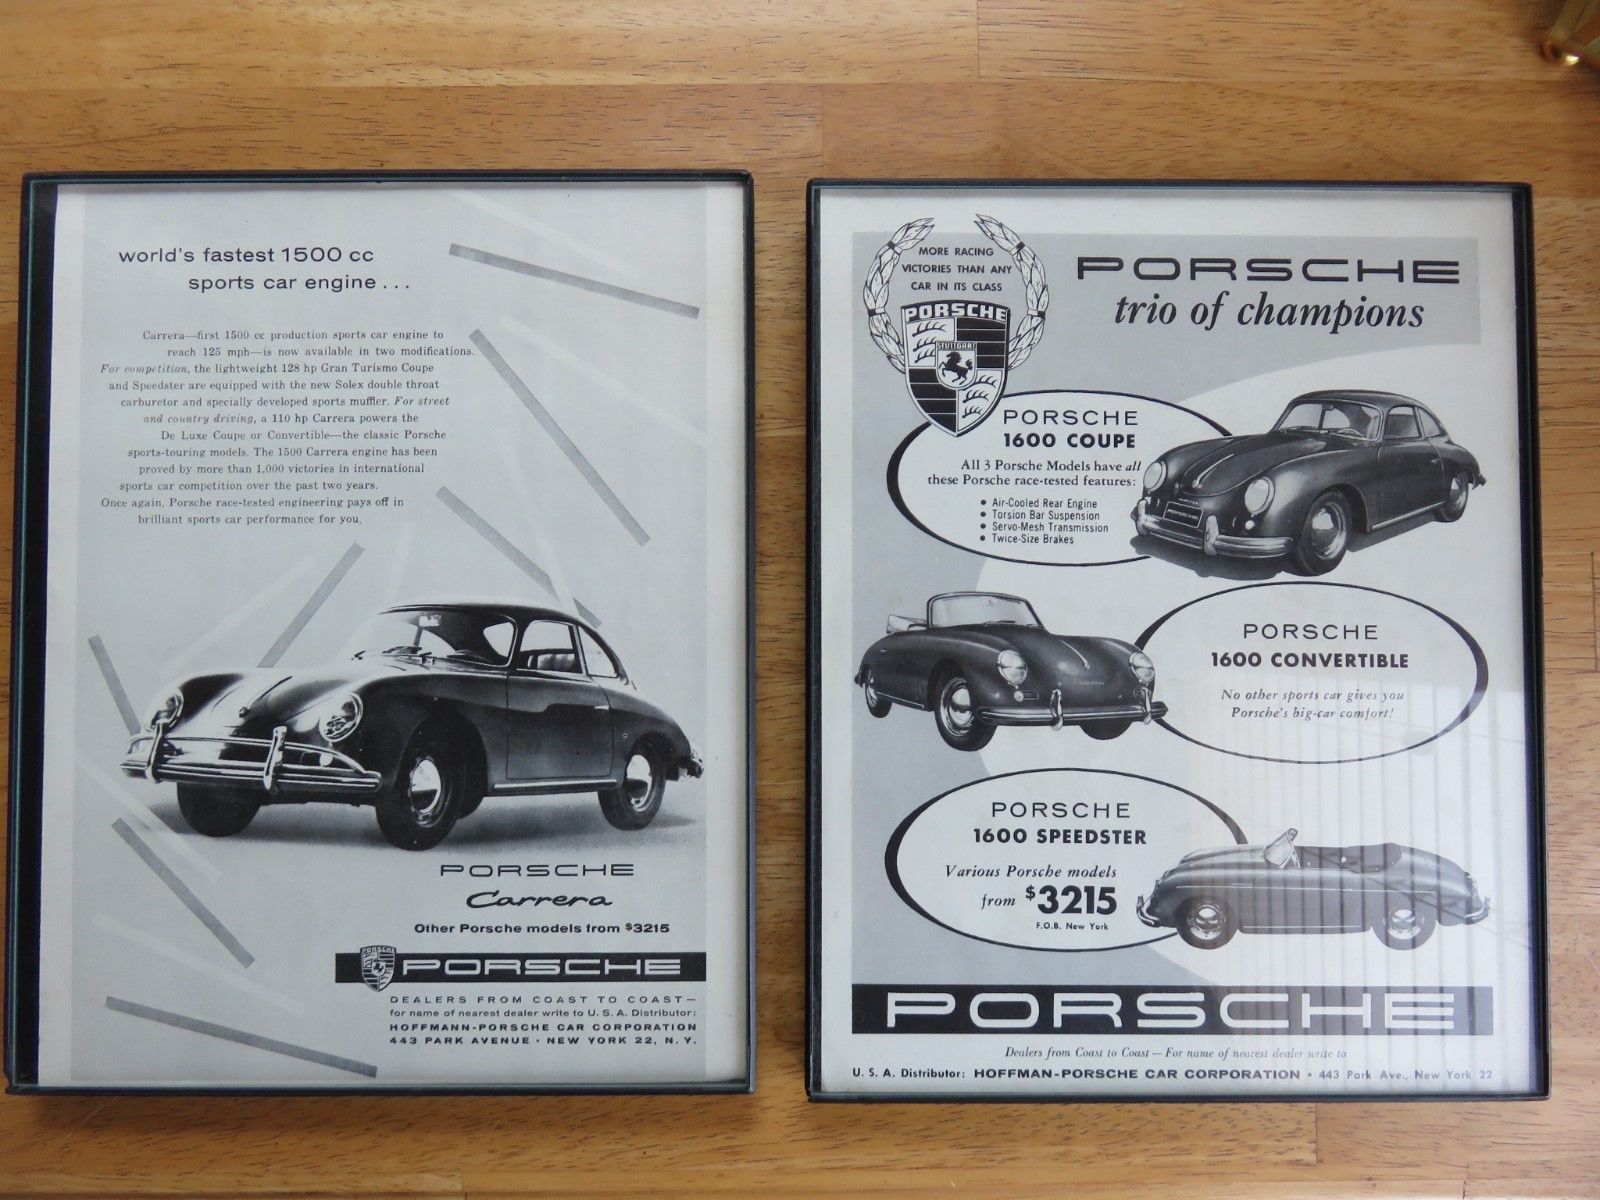 world's fastest 1500 cc
sports car engine...
Carrera—first 1500 cc production sports car engine to
reach 125 mph—is now available in two modifications.
For competition, the lightweight 128 hp Gran Turismo Coupe
and Speedster are equipped with the new Solex double throat
carburetor and specially developed sports muffler. For street
and country driving, a 110 hp Carrera powers the
De Luxe Coupe or Convertible—the classic Porsche
sports-touring models. The 1500 Carrera engine has been
proved by more than 1,000 victories in international
sports car competition over the past two years.
Once again, Porsche race-tested engineering pays off in
brilliant sports car performance for you.
PORSCHE
Carrera
Other Porsche models from $3215
PORSCHE
DEALERS FROM COAST TO COAST—
for name of nearest dealer write to U. S. A. Distributor:
HOFFMANN-PORSCHE CAR CORPORATION
443 PARK AVENUE • NEW YORK 22, N. Y.
MORE RACING
VICTORIES THAN ANY
CAR IN ITS CLASS
PORSCHE
STUTTGART
PORSCHE
trio of champions
PORSCHE
1600 COUPE
All 3 Porsche Models have all
these Porsche race-tested features:
• Air-Cooled Rear Engine
• Torsion Bar Suspension
• Servo-Mesh Transmission
• Twice-Size Brakes
PORSCHE
PORSCHE
1600 CONVERTIBLE
No other sports car gives you
Porsche's big-car comfort!
PORSCHE
1600 SPEEDSTER
Various Porsche models
from $3215
F.O.B. New York
PORSCHE
Dealers from Coast to Coast — For name of nearest dealer write to
U. S. A. Distributor: HOFFMAN-PORSCHE CAR CORPORATION • 443 Park Ave., New York 22